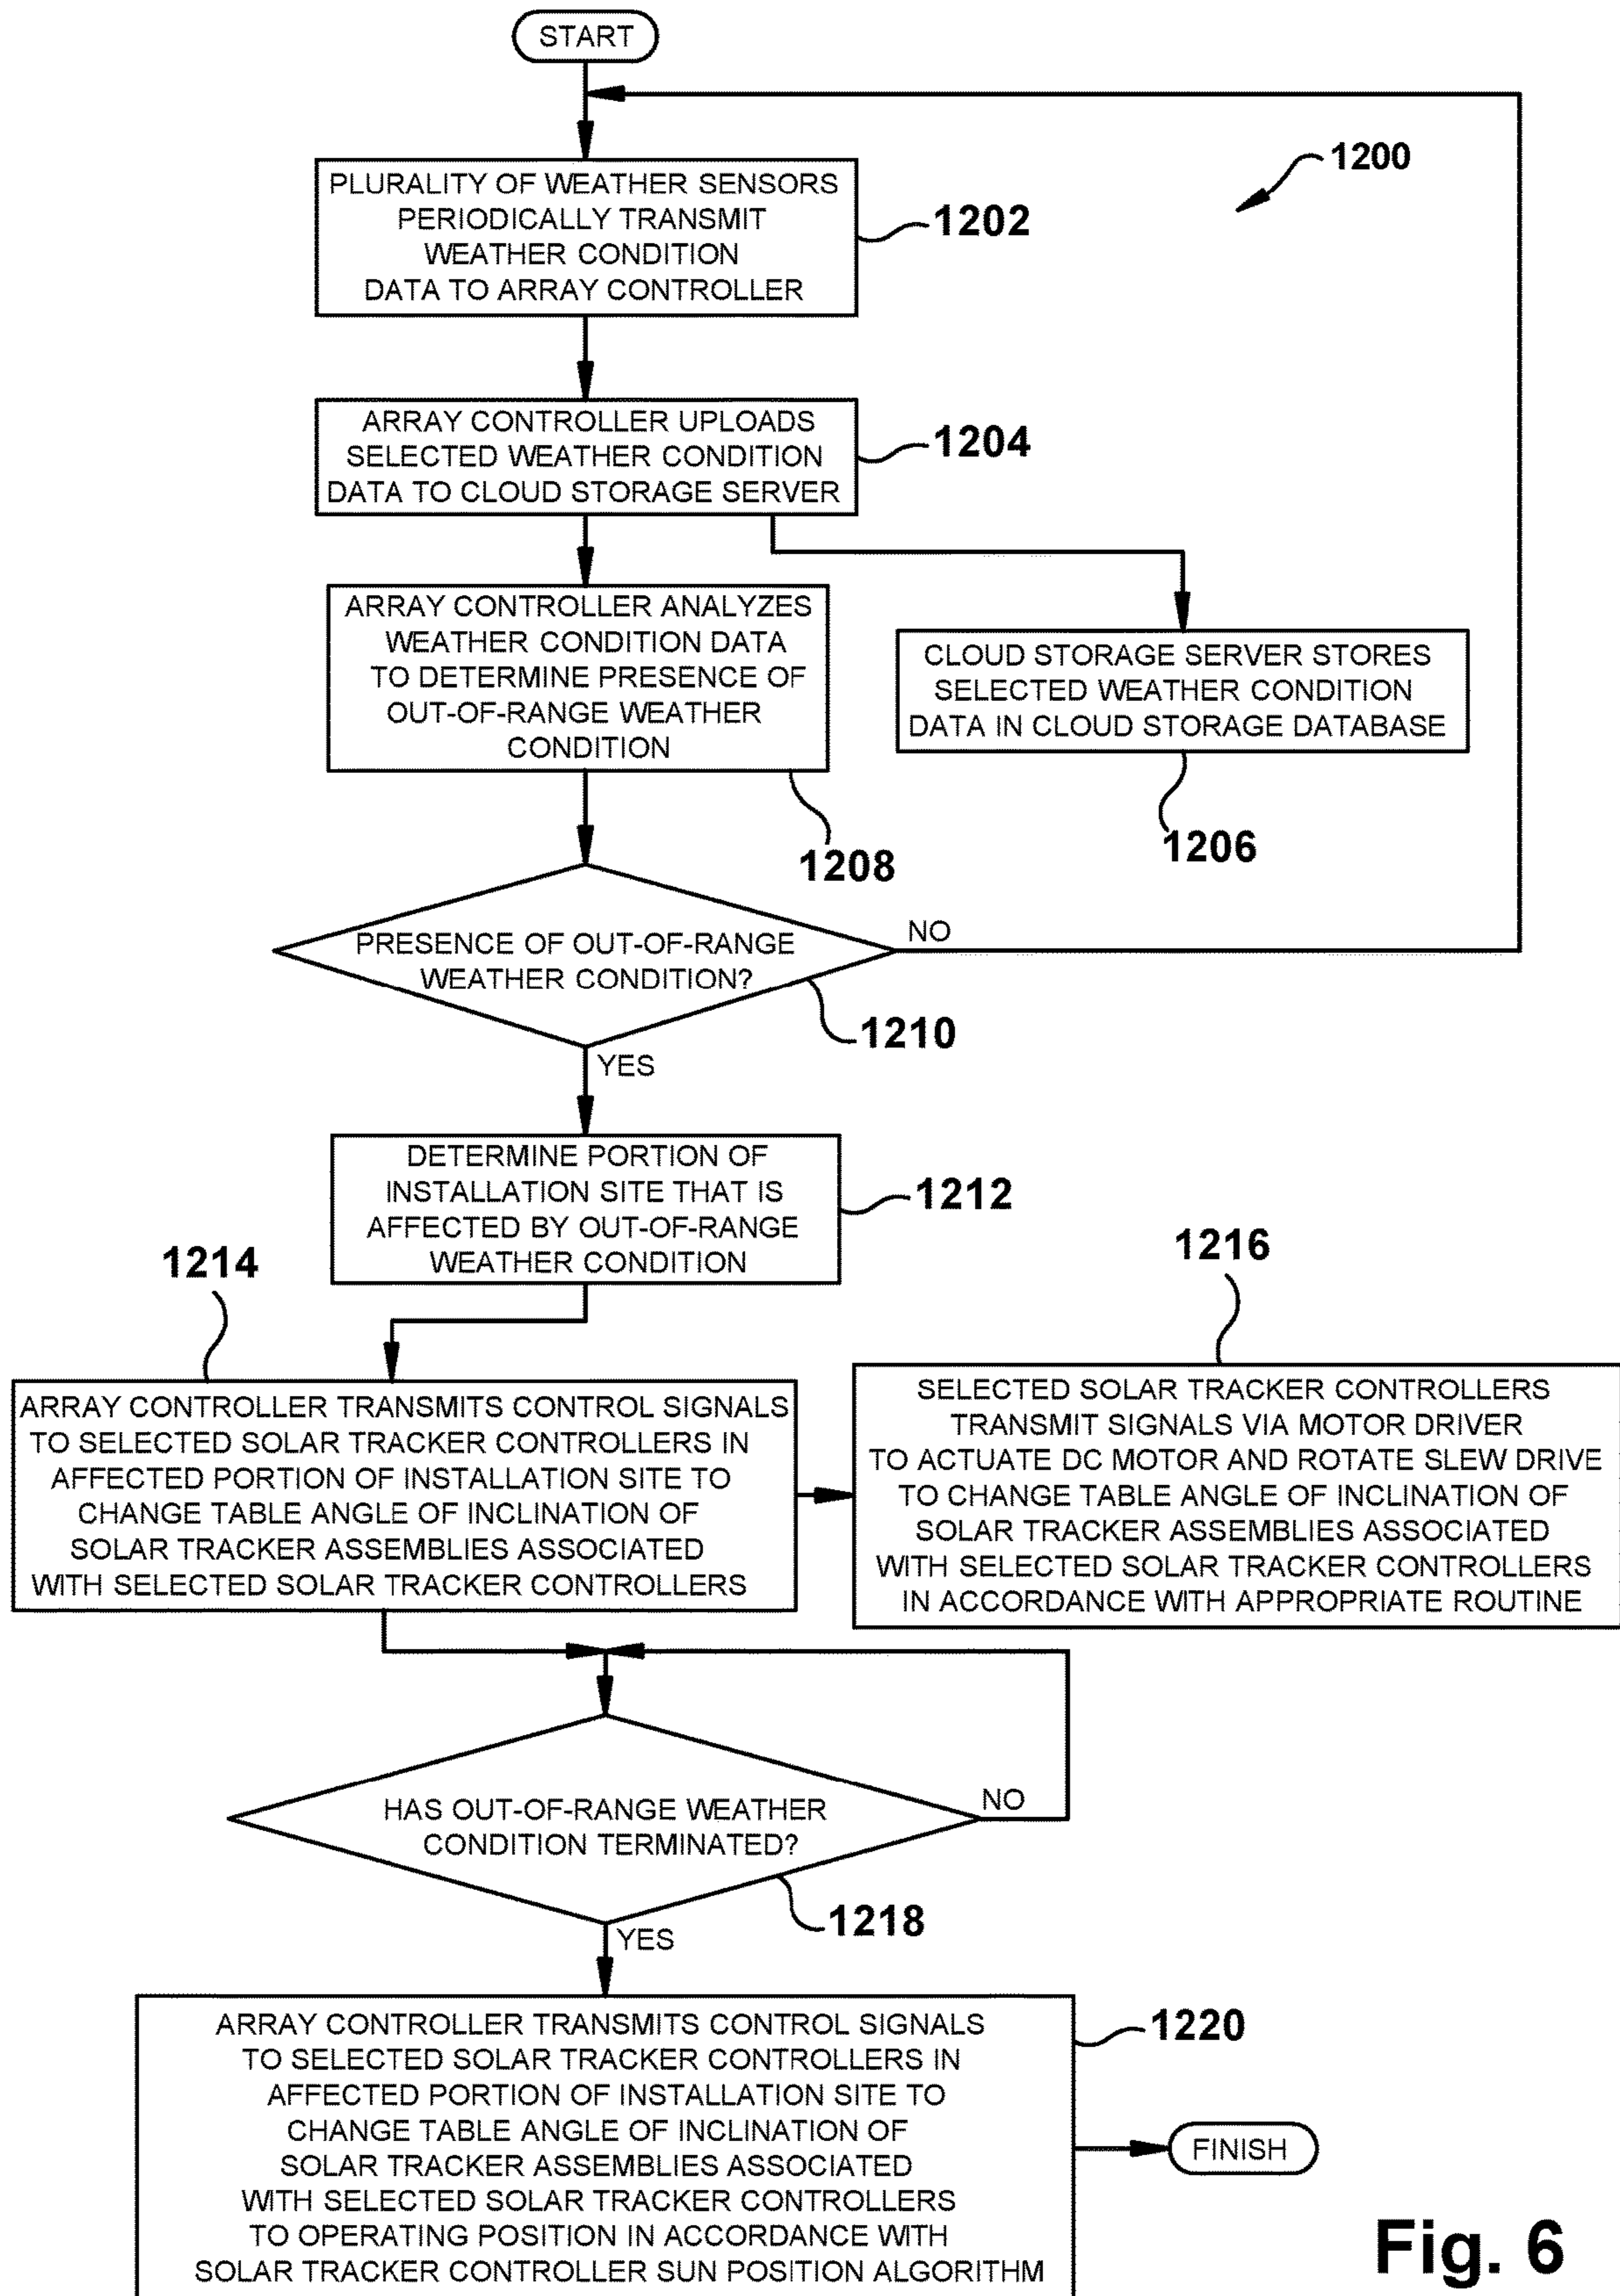 START
1200
PLURALITY OF WEATHER SENSORS
PERIODICALLY TRANSMIT
WEATHER CONDITION
DATA TO ARRAY CONTROLLER
1202
ARRAY CONTROLLER UPLOADS
SELECTED WEATHER CONDITION
DATA TO CLOUD STORAGE SERVER
1204
ARRAY CONTROLLER ANALYZES
WEATHER CONDITION DATA
TO DETERMINE PRESENCE OF
OUT-OF-RANGE WEATHER
CONDITION
1208
CLOUD STORAGE SERVER STORES
SELECTED WEATHER CONDITION
DATA IN CLOUD STORAGE DATABASE
1206
PRESENCE OF OUT-OF-RANGE
WEATHER CONDITION?
NO
1210
YES
DETERMINE PORTION OF
INSTALLATION SITE THAT IS
AFFECTED BY OUT-OF-RANGE
WEATHER CONDITION
1212
1214
ARRAY CONTROLLER TRANSMITS CONTROL SIGNALS
TO SELECTED SOLAR TRACKER CONTROLLERS IN
AFFECTED PORTION OF INSTALLATION SITE TO
CHANGE TABLE ANGLE OF INCLINATION OF
SOLAR TRACKER ASSEMBLIES ASSOCIATED
WITH SELECTED SOLAR TRACKER CONTROLLERS
1216
SELECTED SOLAR TRACKER CONTROLLERS
TRANSMIT SIGNALS VIA MOTOR DRIVER
TO ACTUATE DC MOTOR AND ROTATE SLEW DRIVE
TO CHANGE TABLE ANGLE OF INCLINATION OF
SOLAR TRACKER ASSEMBLIES ASSOCIATED
WITH SELECTED SOLAR TRACKER CONTROLLERS
IN ACCORDANCE WITH APPROPRIATE ROUTINE
HAS OUT-OF-RANGE WEATHER
CONDITION TERMINATED?
NO
1218
YES
ARRAY CONTROLLER TRANSMITS CONTROL SIGNALS
TO SELECTED SOLAR TRACKER CONTROLLERS IN
AFFECTED PORTION OF INSTALLATION SITE TO
CHANGE TABLE ANGLE OF INCLINATION OF
SOLAR TRACKER ASSEMBLIES ASSOCIATED
WITH SELECTED SOLAR TRACKER CONTROLLERS
TO OPERATING POSITION IN ACCORDANCE WITH
SOLAR TRACKER CONTROLLER SUN POSITION ALGORITHM
1220
FINISH
Fig. 6